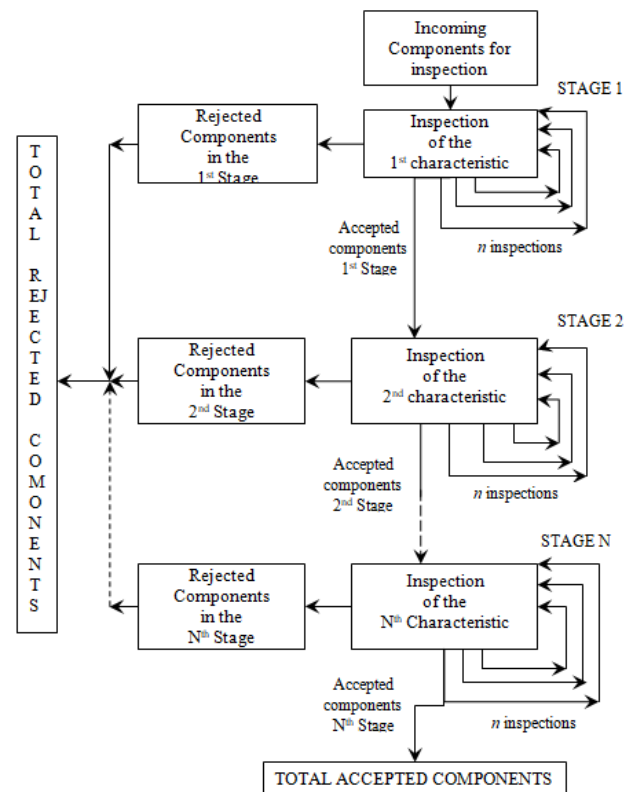 Incoming
Components for
inspection
STAGE 1
Rejected
Components
in the
1st Stage
Inspection
of the
1st characteristic
Accepted
components
1st Stage
n inspections
STAGE 2
Rejected
Components
in the
2nd Stage
Inspection
of the
2nd characteristic
Accepted
components
2nd Stage
n inspections
STAGE N
Rejected
Components
in the
Nth Stage
Inspection
of the
Nth Characteristic
Accepted
components
Nth Stage
n inspections
TOTAL ACCEPTED COMPONENTS
T
O
T
A
L
R
EJ
E
C
T
E
D
C
O
M
O
N
E
N
T
S